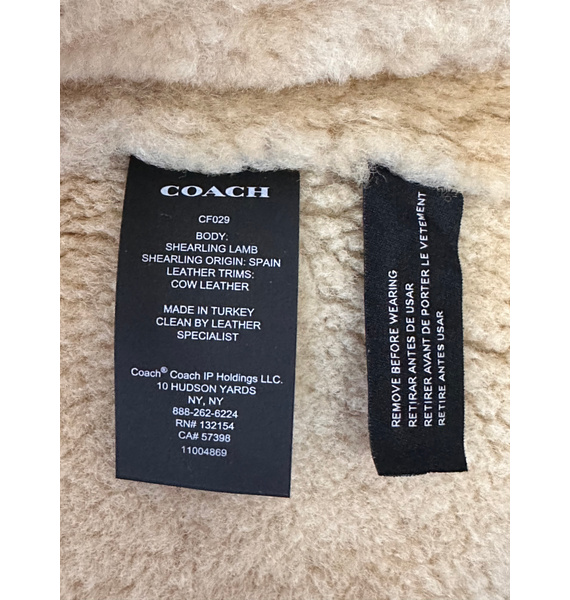 COACH
CF029
BODY:
SHEARLING LAMB
SHEARLING ORIGIN: SPAIN
LEATHER TRIMS:
COW LEATHER
MADE IN TURKEY
CLEAN BY LEATHER
SPECIALIST
Coach® Coach IP Holdings LLC.
10 HUDSON YARDS
NY, NY
888-262-6224
RN# 132154
CA# 57398
11004869
REMOVE BEFORE WEARING
RETIRAR ANTES DE USAR
RETIRER AVANT DE PORTER LE VETEMENT
RETIRE ANTES USAR